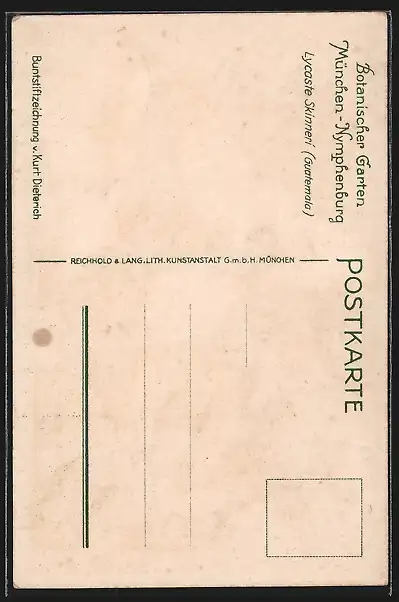 Botanischer Garten
München-Nymphenburg
Lycaste Skinneri (Guatemala)
Buntstiftzeichnung v. Kurt Dieterich
REICHHOLD & LANG. LITH. KUNSTANSTALT G.m.b.H. MÜNCHEN
POSTKARTE